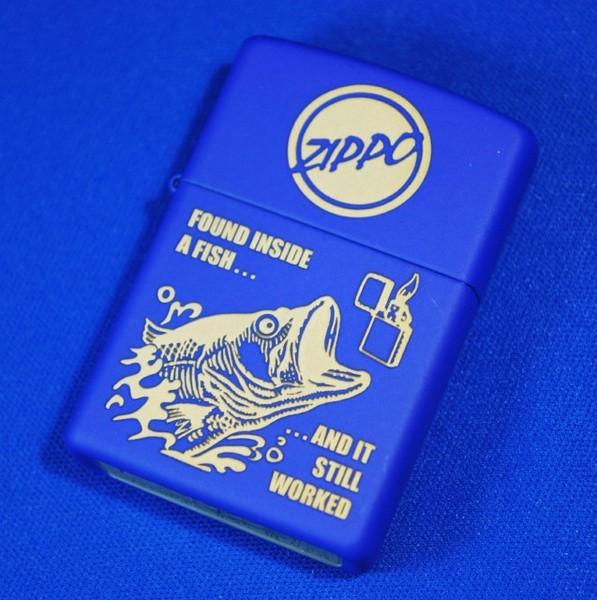 ZIPPO
FOUND INSIDE
A FISH...
...AND IT
STILL
WORKED